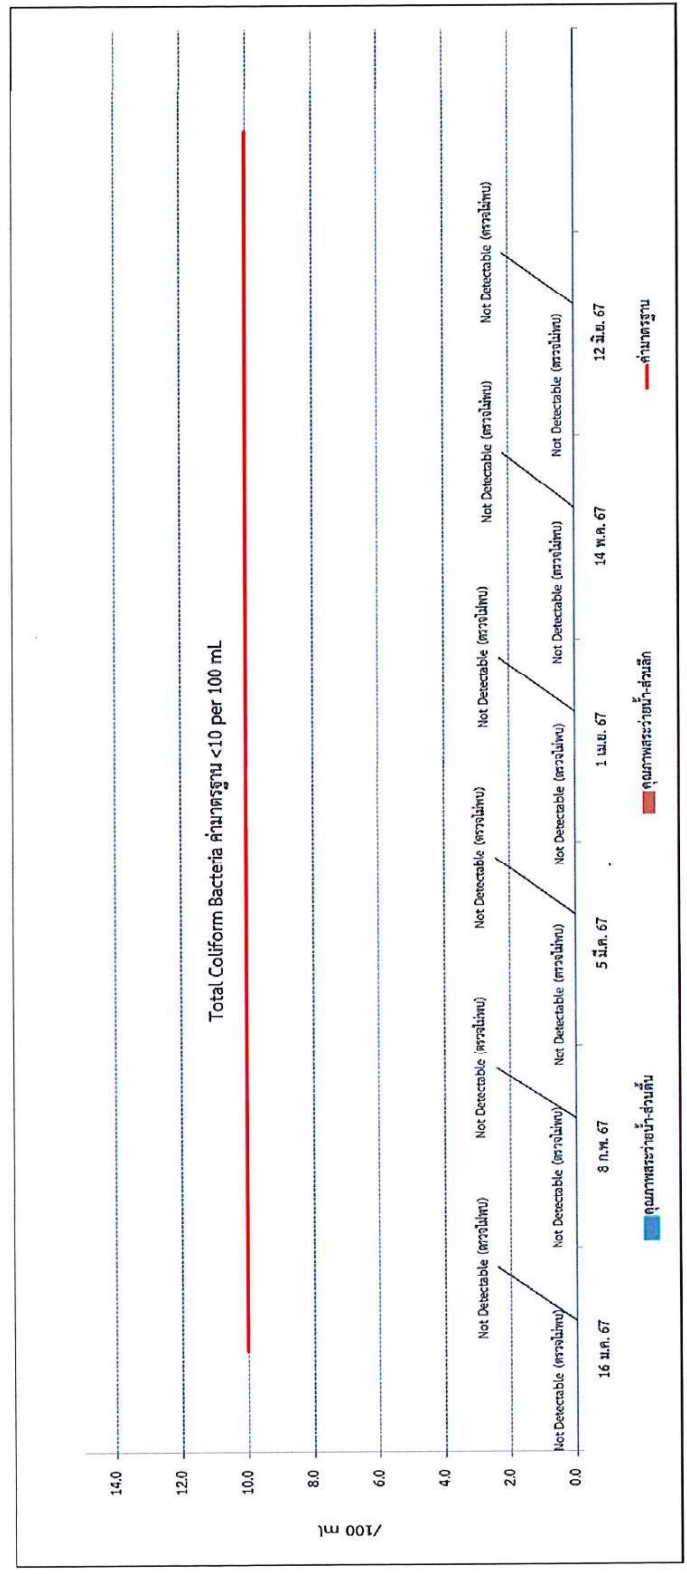 Total Coliform Bacteria ค่ามาตรฐาน <10 per 100 mL
/100 ml
14.0
12.0
10.0
8.0
6.0
4.0
2.0
0.0
Not Detectable (ตรวจไม่พบ)
Not Detectable (ตรวจไม่พบ)
Not Detectable (ตรวจไม่พบ)
Not Detectable (ตรวจไม่พบ)
Not Detectable (ตรวจไม่พบ)
Not Detectable (ตรวจไม่พบ)
Not Detectable (ตรวจไม่พบ)
Not Detectable (ตรวจไม่พบ)
Not Detectable (ตรวจไม่พบ)
Not Detectable (ตรวจไม่พบ)
Not Detectable (ตรวจไม่พบ)
Not Detectable (ตรวจไม่พบ)
16 ม.ค. 67
8 ก.พ. 67
5 มี.ค. 67
1 เม.ย. 67
14 พ.ค. 67
12 มิ.ย. 67
คุณภาพสระว่ายน้ำ-ส่วนตื้น
คุณภาพสระว่ายน้ำ-ส่วนลึก
ค่ามาตรฐาน